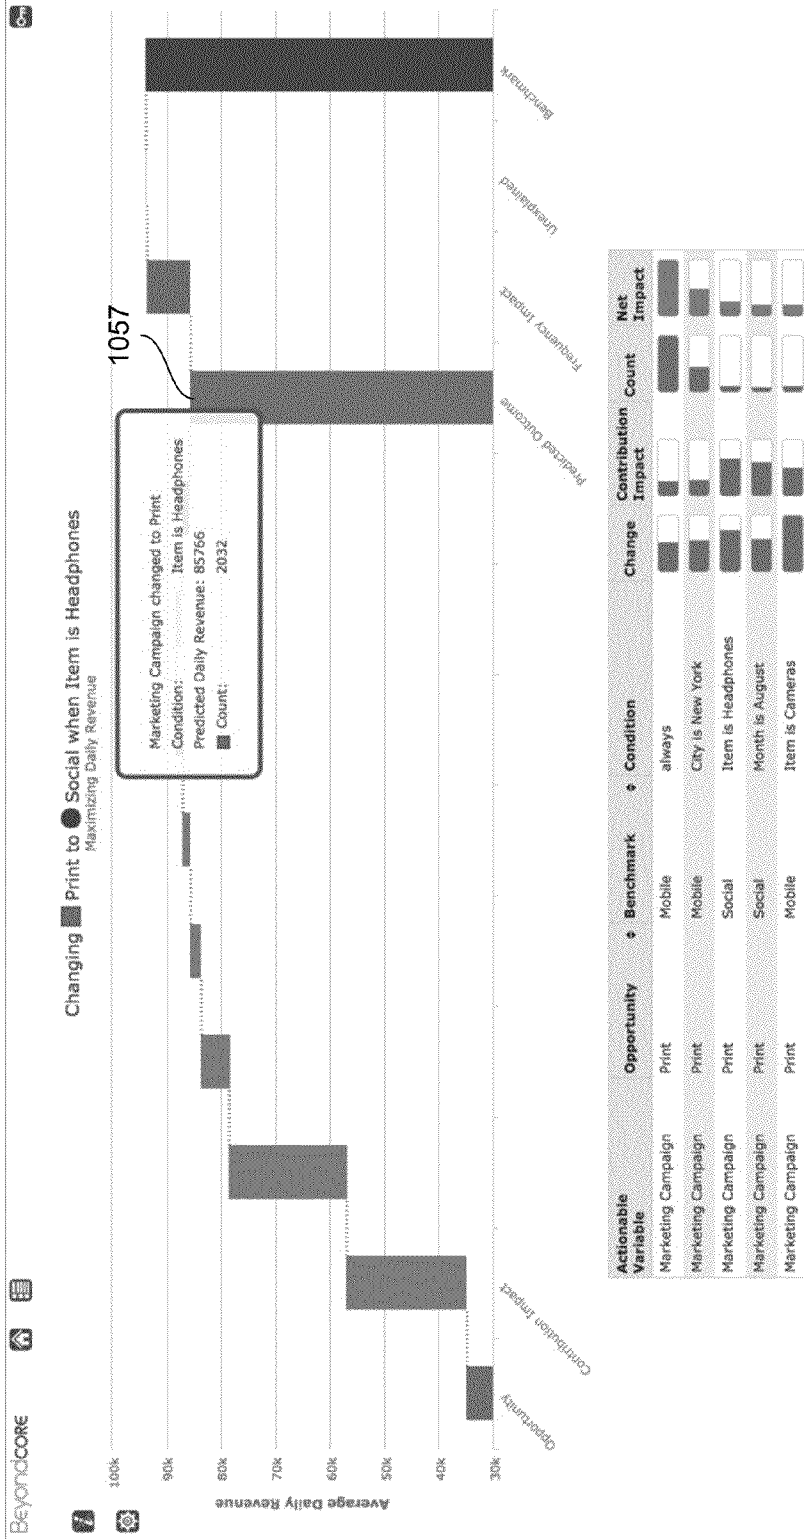 BeyondCORE
Changing Print to Social when Item is Headphones
Maximizing Daily Revenue
Average Daily Revenue
100k
90k
80k
70k
60k
50k
40k
30k
1057
Marketing Campaign changed to Print
Condition: Item is Headphones
Predicted Daily Revenue: 85766
Count: 2032
Opportunity
Contribution Impact
Predicted Outcome
Frequency Impact
Unexplained
Benchmark
Actionable Variable Opportunity Benchmark Condition Change Contribution Impact Count Net Impact
Marketing Campaign Print Mobile always
Marketing Campaign Print Mobile City is New York
Marketing Campaign Print Social Item is Headphones
Marketing Campaign Print Social Month is August
Marketing Campaign Print Mobile Item is Cameras